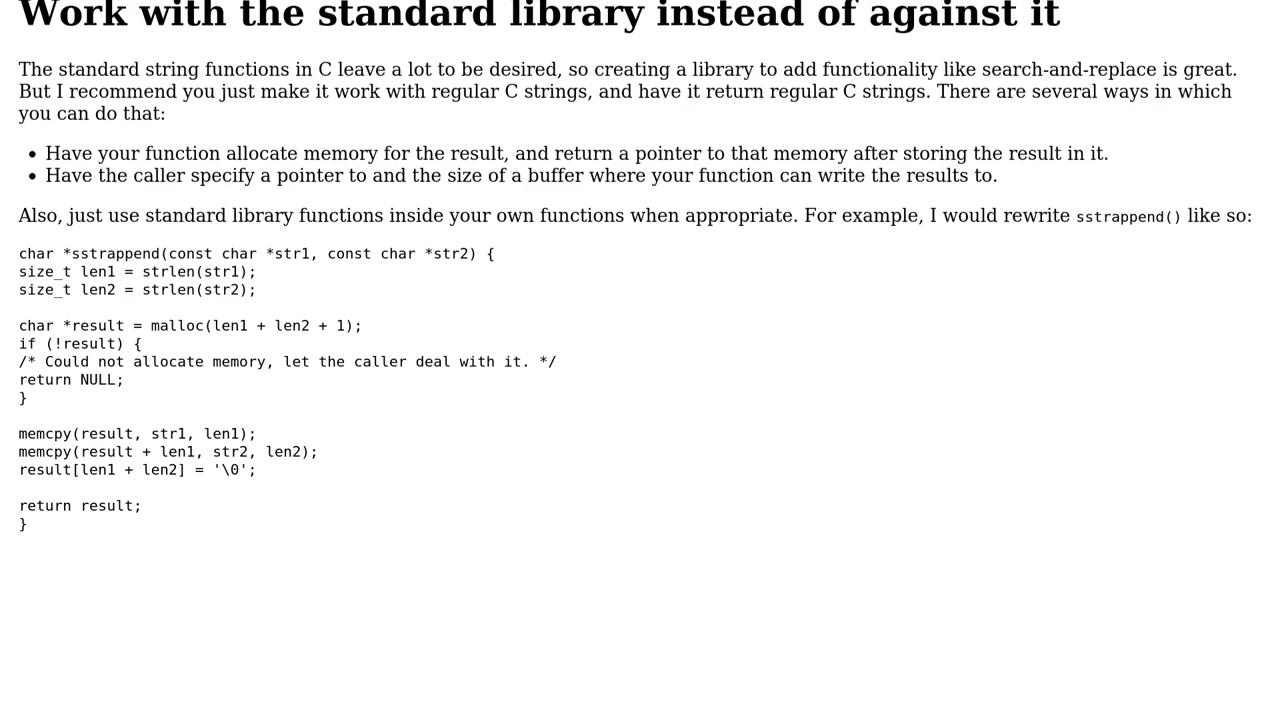 Work with the standard library instead of against it
The standard string functions in C leave a lot to be desired, so creating a library to add functionality like search-and-replace is great.
But I recommend you just make it work with regular C strings, and have it return regular C strings. There are several ways in which
you can do that:
• Have your function allocate memory for the result, and return a pointer to that memory after storing the result in it.
• Have the caller specify a pointer to and the size of a buffer where your function can write the results to.
Also, just use standard library functions inside your own functions when appropriate. For example, I would rewrite sstrappend() like so:
char *sstrappend(const char *str1, const char *str2) {
size_t len1 = strlen(str1);
size_t len2 = strlen(str2);
char *result = malloc(len1 + len2 + 1);
if (!result) {
/* Could not allocate memory, let the caller deal with it. */
return NULL;
}
memcpy(result, str1, len1);
memcpy(result + len1, str2, len2);
result[len1 + len2] = '\0';
return result;
}